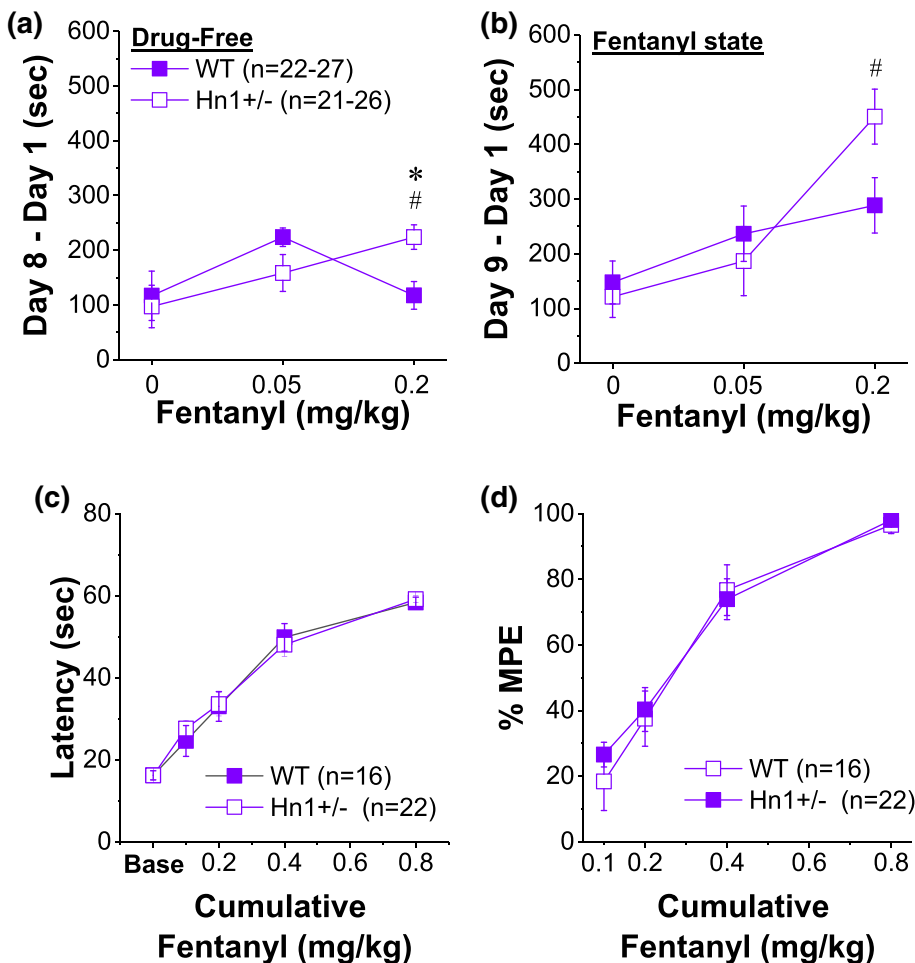 (a)
Drug-Free
WT (n=22-27)
Hn1+/- (n=21-26)
*
#
600
500
400
300
200
100
0
Day 8 - Day 1 (sec)
0 0.05 0.2
Fentanyl (mg/kg)
(b)
Fentanyl state
#
600
500
400
300
200
100
0
Day 9 - Day 1 (sec)
0 0.05 0.2
Fentanyl (mg/kg)
(c)
80
60
40
20
0
Latency (sec)
WT (n=16)
Hn1+/- (n=22)
Base 0.2 0.4 0.6 0.8
Cumulative
Fentanyl (mg/kg)
(d)
100
80
60
40
20
0
% MPE
WT (n=16)
Hn1+/- (n=22)
0.1 0.2 0.4 0.6 0.8
Cumulative
Fentanyl (mg/kg)